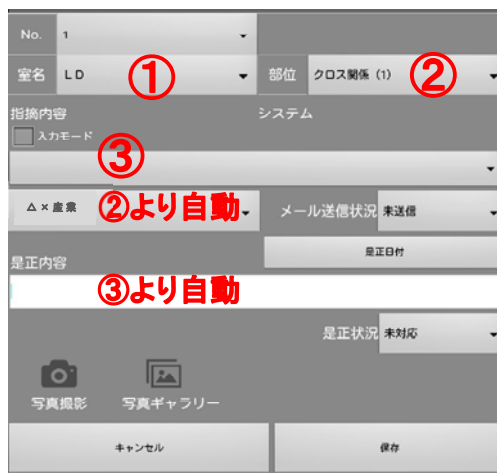 No. 1
室名 LD ① 部位 クロス関係 (1) ②
指摘内容 システム
入力モード
③
△×産業 ②より自動 メール送信状況 未送信
是正日付
是正内容
③より自動
是正状況 未対応
写真撮影 写真ギャラリー
キャンセル 保存